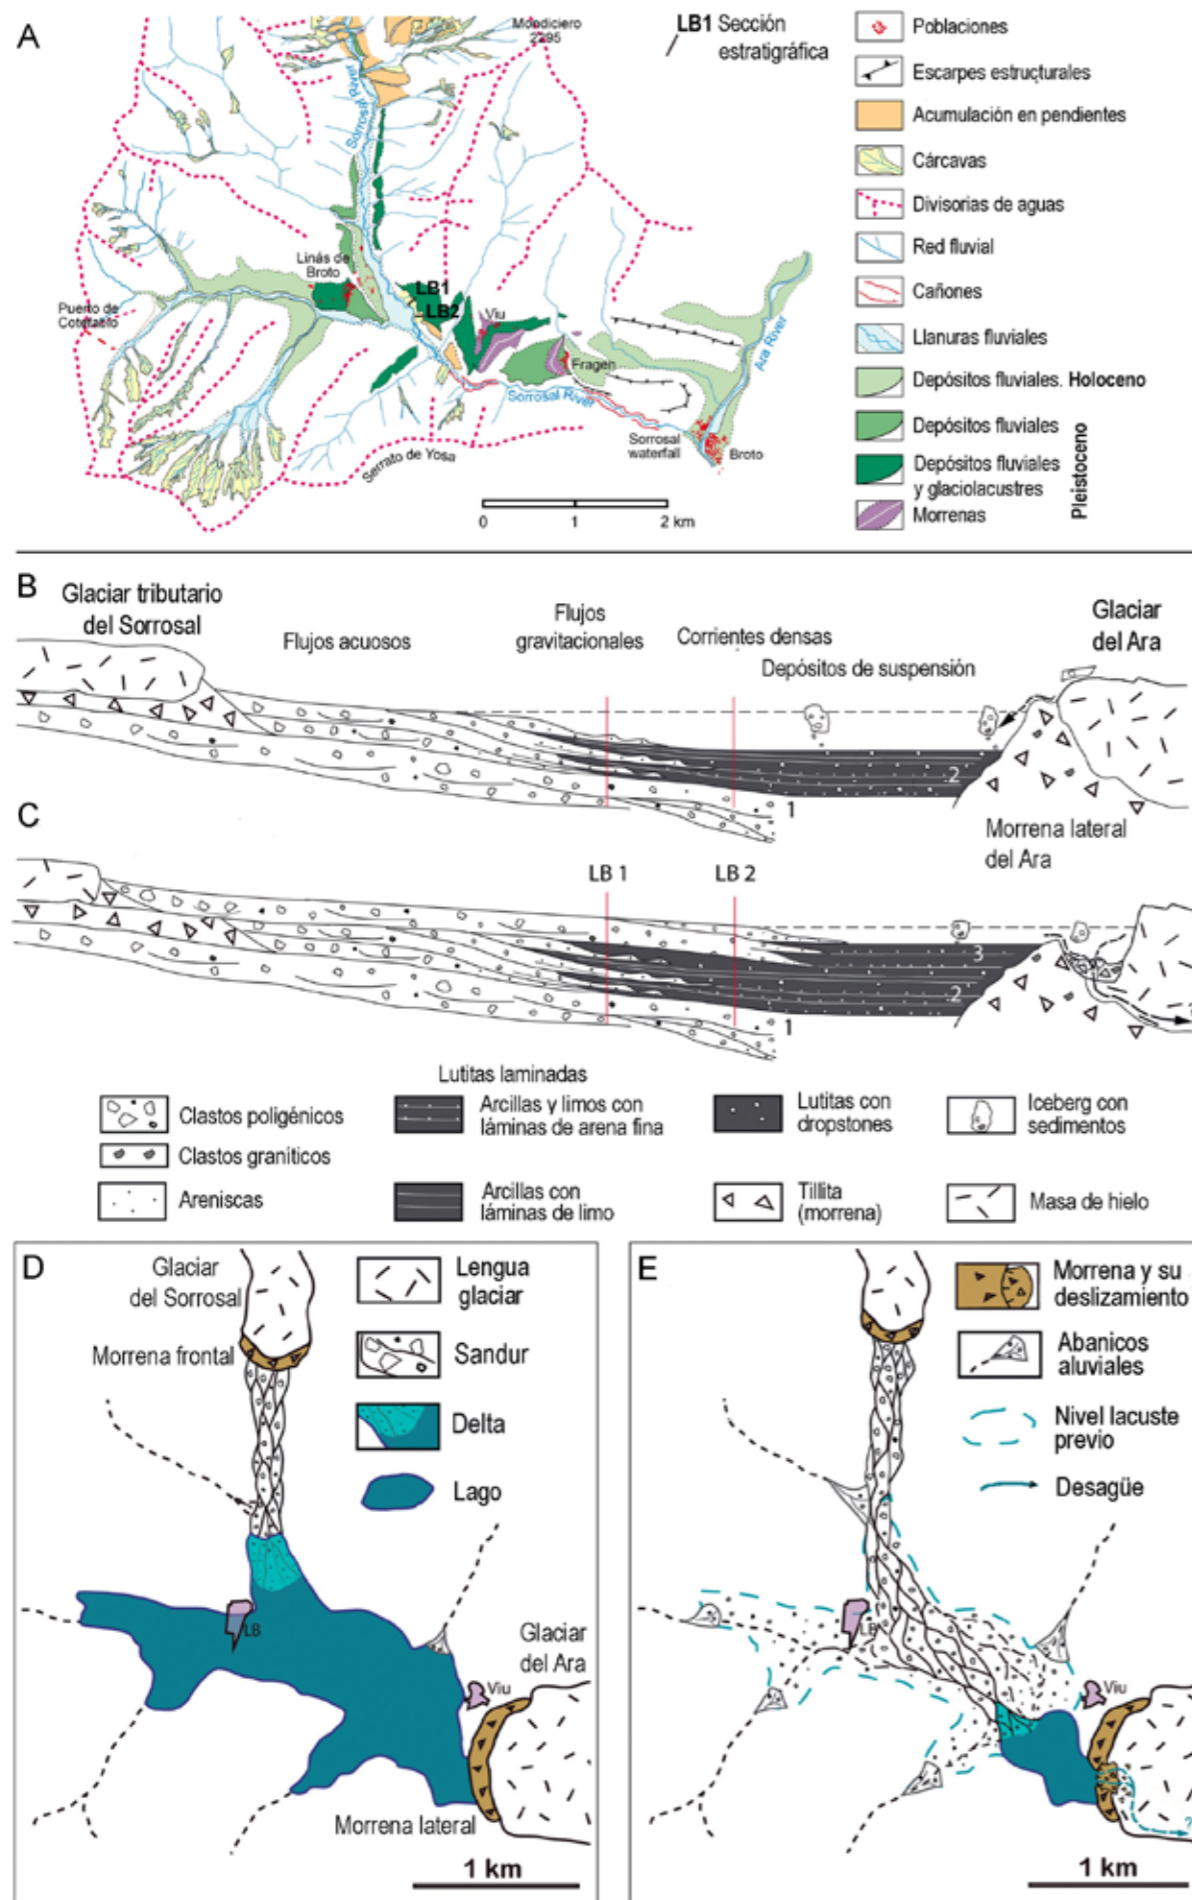 A
Mondiciero
2295
Sorrosal River
Linás de
Broto
Puerto de
Cotefablo
LB1
LB2
Viu
Fragen
Sorrosal River
Ara River
Serrato de Yosa
Sorrosal
waterfall
Broto
0 1 2 km
LB1 Sección
estratigráfica
Poblaciones
Escarpes estructurales
Acumulación en pendientes
Cárcavas
Divisorias de aguas
Red fluvial
Cañones
Llanuras fluviales
Depósitos fluviales. Holoceno
Depósitos fluviales
Depósitos fluviales
y glaciolacustres
Morrenas
Pleistoceno
B
Glaciar tributario
del Sorrosal
Flujos acuosos
Flujos
gravitacionales
Corrientes densas
Depósitos de suspensión
Glaciar
del Ara
2
1
Morrena lateral
del Ara
C
LB 1
LB 2
3
2
1
Lutitas laminadas
Clastos poligénicos
Clastos graníticos
Areniscas
Arcillas y limos con
láminas de arena fina
Arcillas con
láminas de limo
Lutitas con
dropstones
Tillita
(morrena)
Iceberg con
sedimentos
Masa de hielo
D
Glaciar
del Sorrosal
Morrena frontal
Lengua
glaciar
Sandur
Delta
Lago
LB
Glaciar
del Ara
Viu
Morrena lateral
1 km
E
Morrena y su
deslizamiento
Abanicos
aluviales
Nivel lacuste
previo
Desagüe
LB
Viu
?
1 km